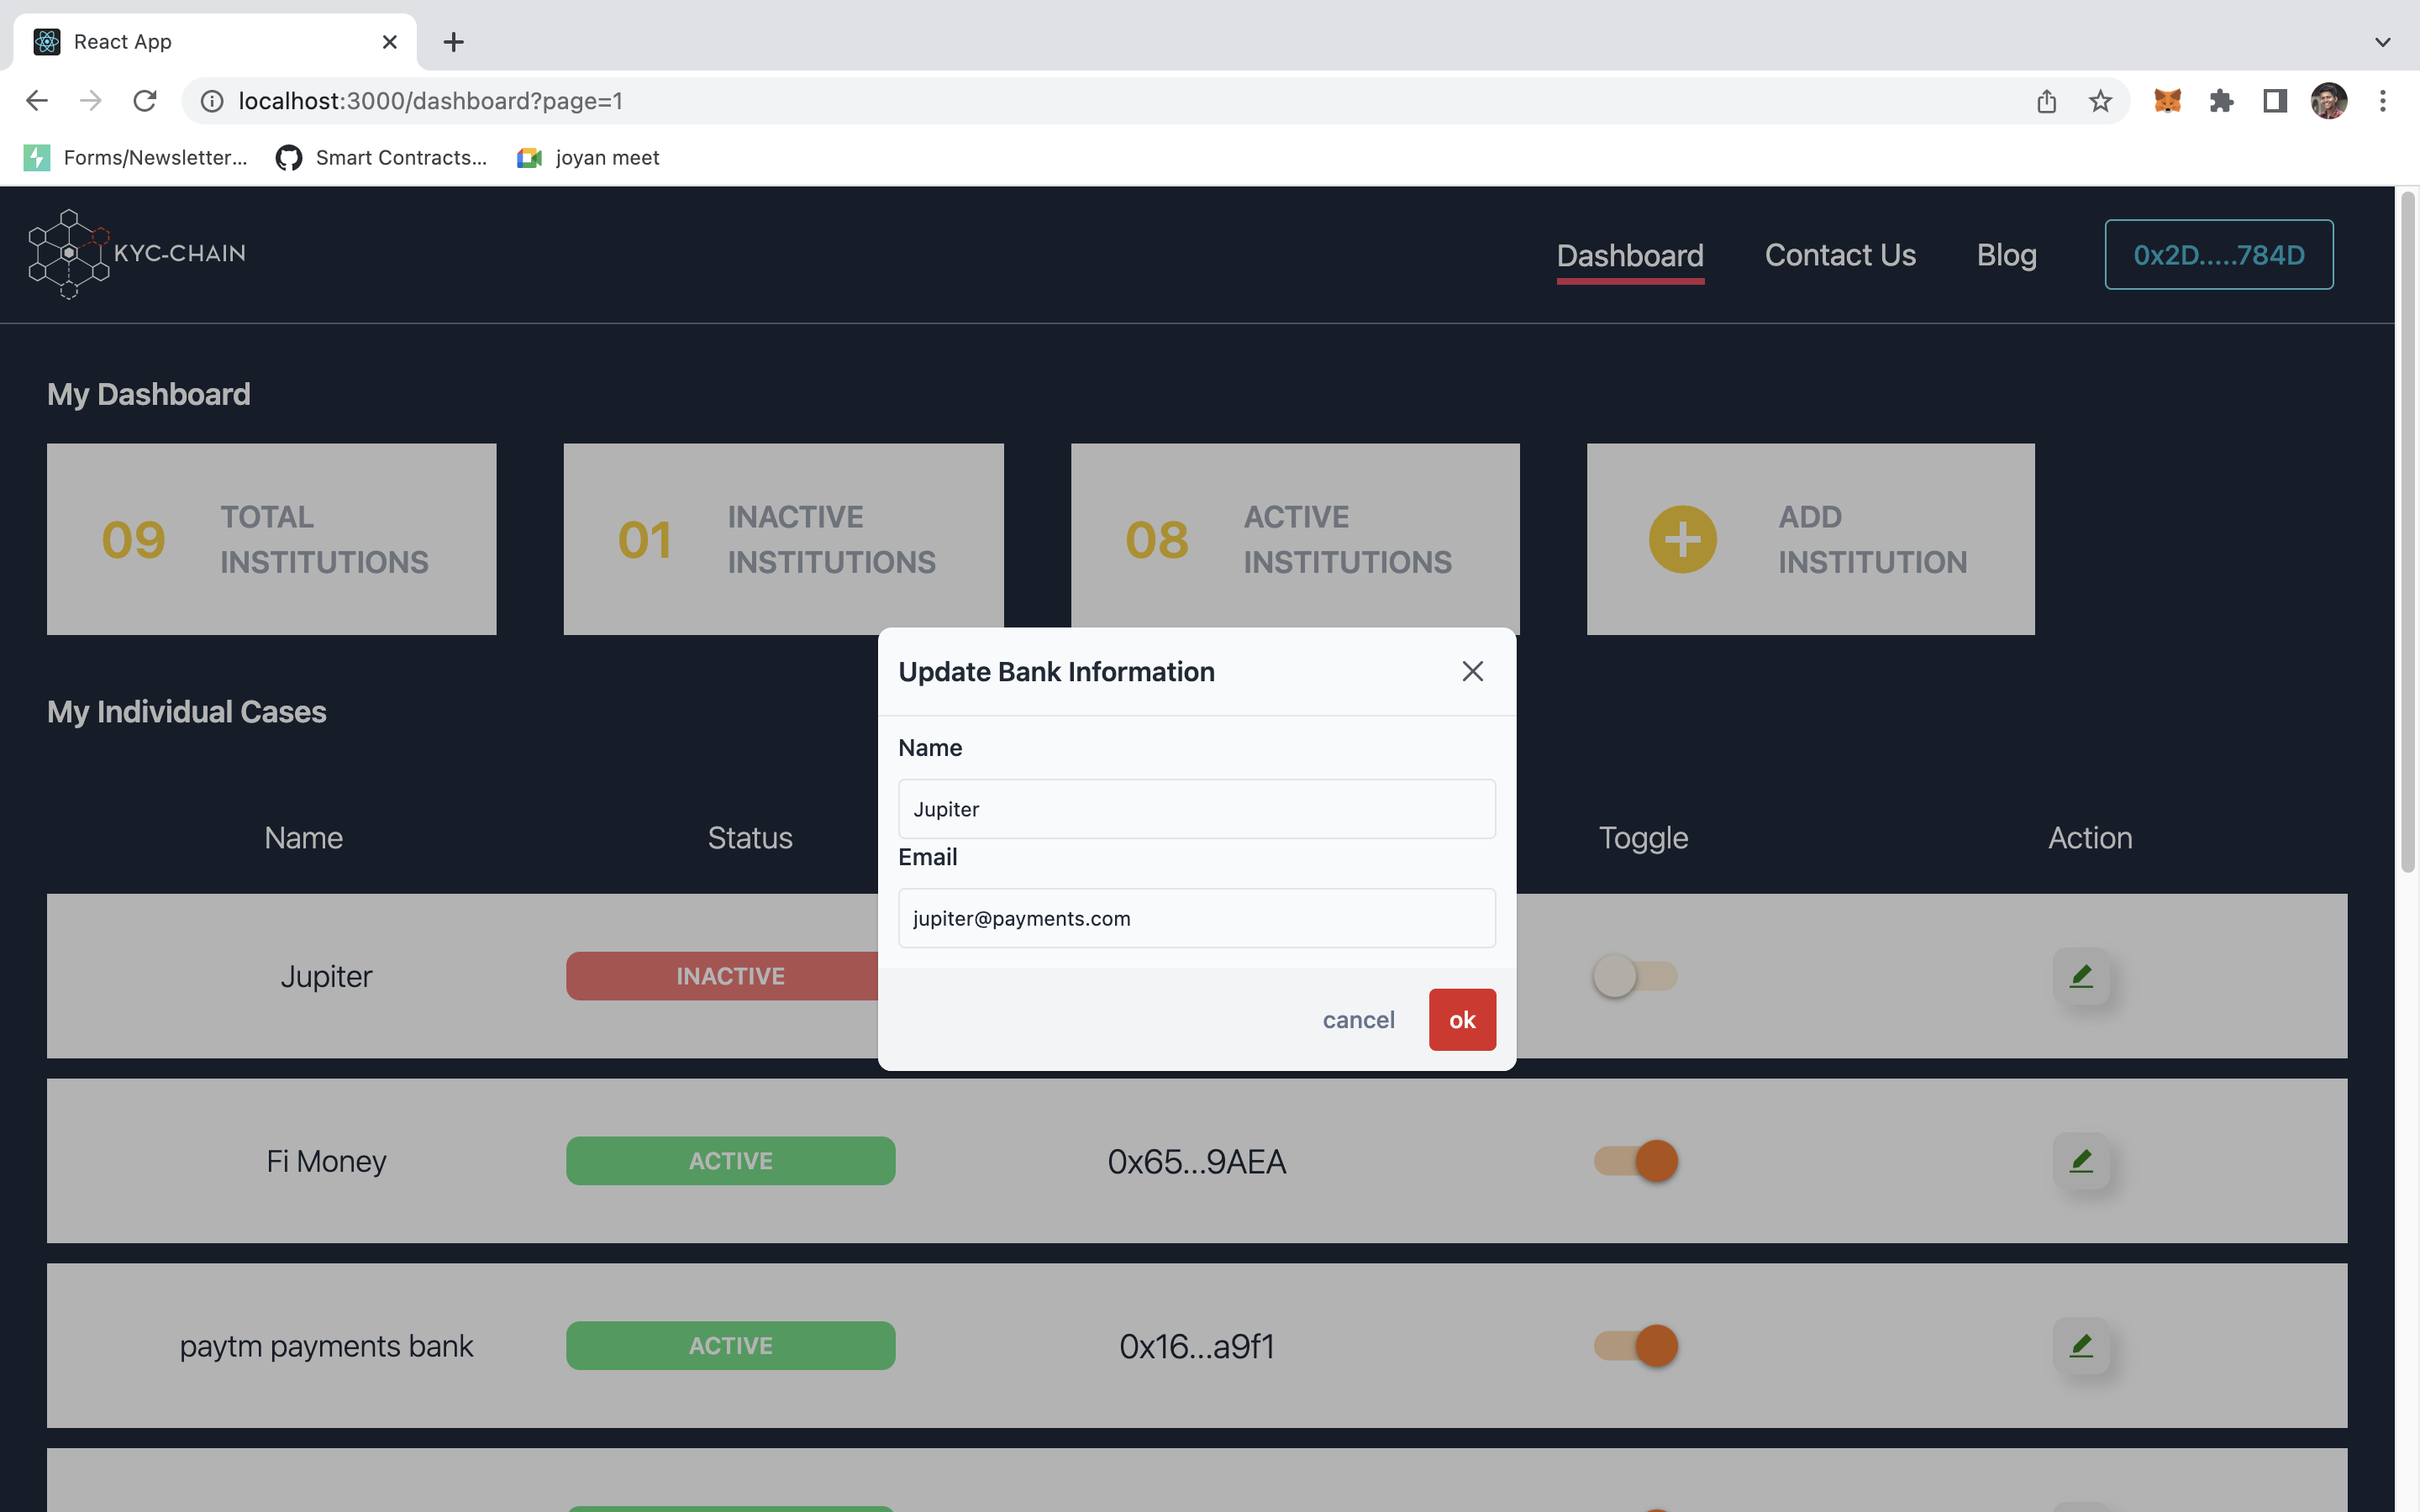 React App
localhost:3000/dashboard?page=1
Forms/Newsletter...
Smart Contracts...
joyan meet
KYC-CHAIN
Dashboard
Contact Us
Blog
0x2D.....784D
My Dashboard
09
TOTAL
INSTITUTIONS
01
INACTIVE
INSTITUTIONS
08
ACTIVE
INSTITUTIONS
ADD
INSTITUTION
My Individual Cases
Update Bank Information
Name
Jupiter
Email
jupiter@payments.com
cancel
ok
Name
Status
Toggle
Action
Jupiter
INACTIVE
Fi Money
ACTIVE
0x65...9AEA
paytm payments bank
ACTIVE
0x16...a9f1